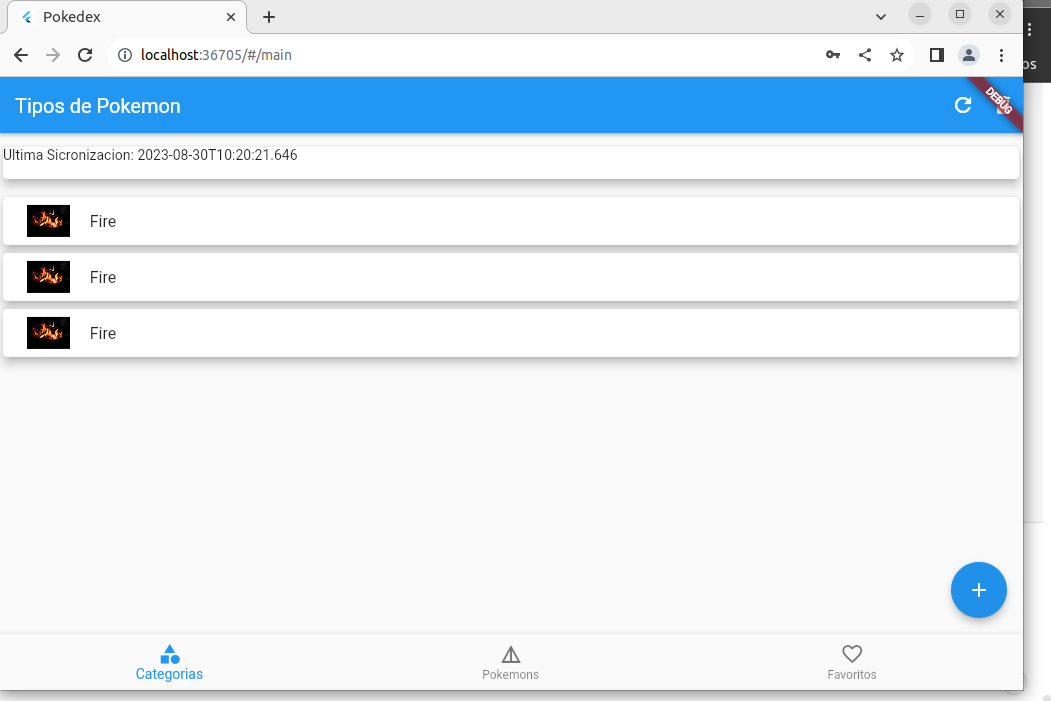 Pokedex
localhost:36705/#/main
os
Tipos de Pokemon
DEBUG
Ultima Sicronizacion: 2023-08-30T10:20:21.646
Fire
Fire
Fire
Categorias
Pokemons
Favoritos